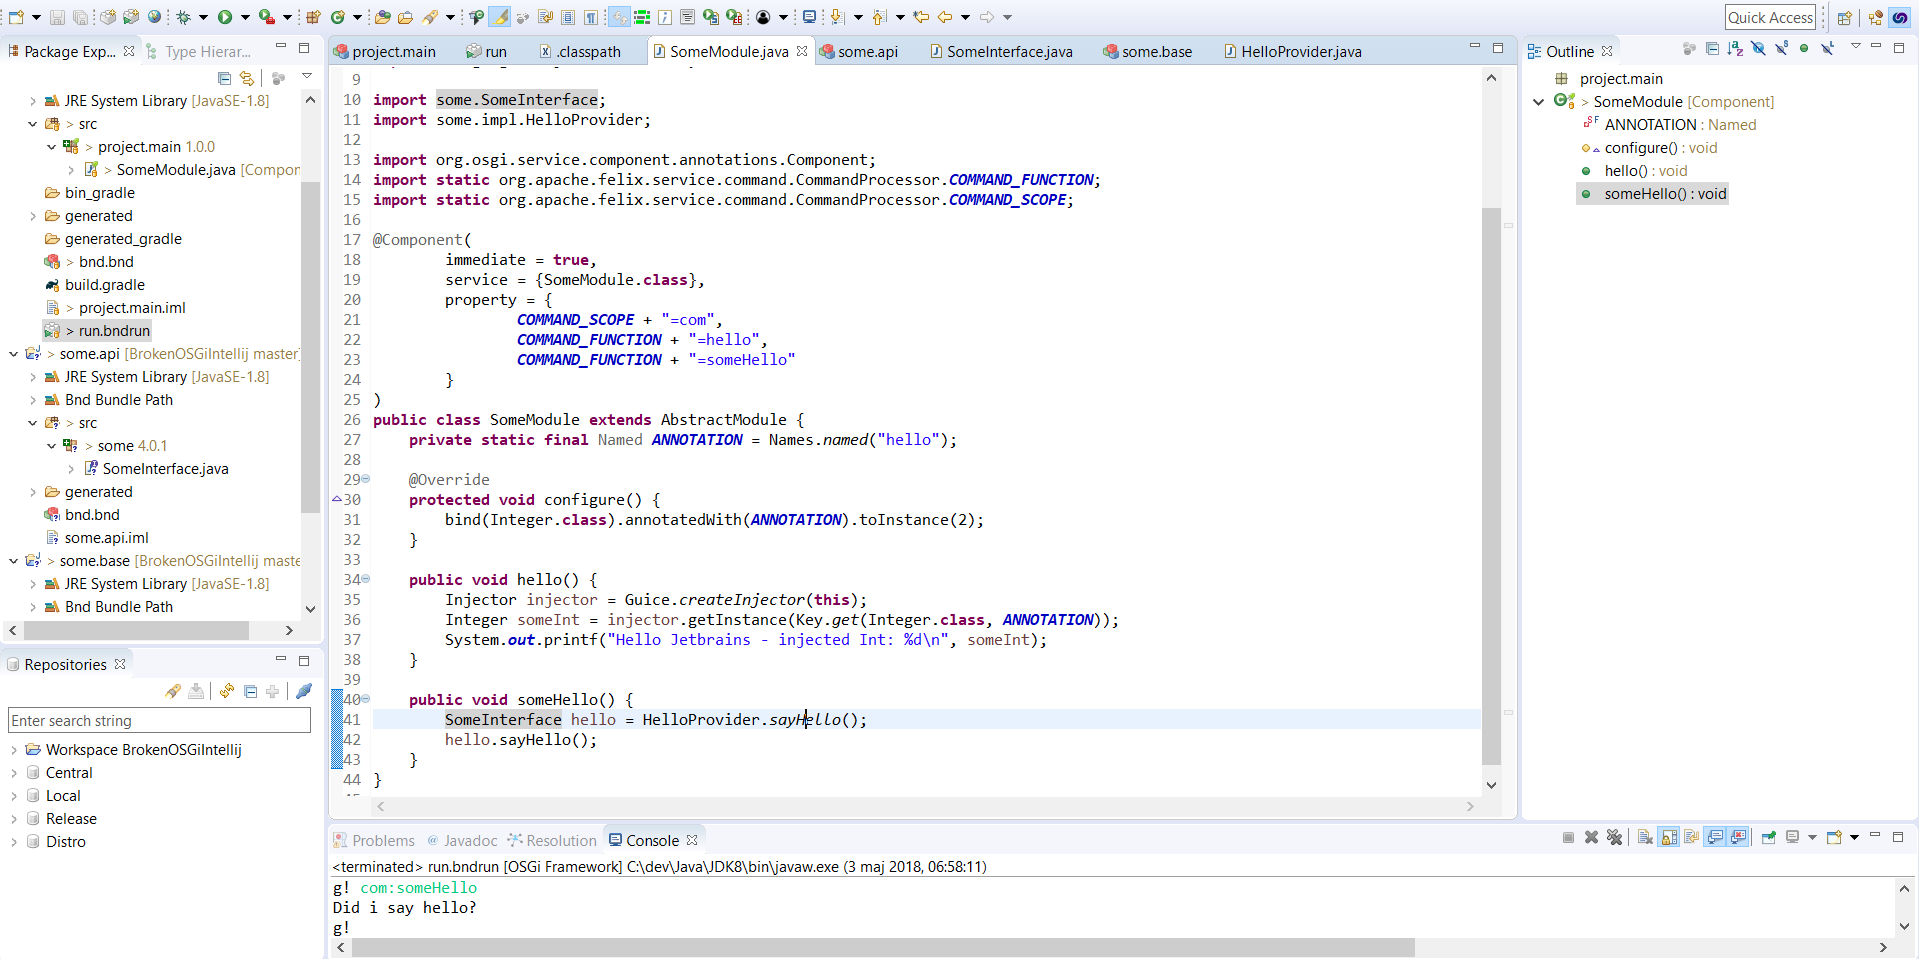 Quick Access
Package Exp...
Type Hierar...
JRE System Library [JavaSE-1.8]
> src
> project.main 1.0.0
> SomeModule.java [Compor
bin_gradle
generated
generated_gradle
> bnd.bnd
build.gradle
> project.main.iml
> run.bndrun
> some.api [BrokenOSGiIntellij master]
JRE System Library [JavaSE-1.8]
Bnd Bundle Path
> src
> some 4.0.1
SomeInterface.java
generated
bnd.bnd
some.api.iml
> some.base [BrokenOSGiIntellij maste
JRE System Library [JavaSE-1.8]
Bnd Bundle Path
Repositories
Enter search string
Workspace BrokenOSGiIntellij
Central
Local
Release
Distro
project.main
run
.classpath
SomeModule.java
some.api
SomeInterface.java
some.base
HelloProvider.java
9
10 import some.SomeInterface;
11 import some.impl.HelloProvider;
12
13 import org.osgi.service.component.annotations.Component;
14 import static org.apache.felix.service.command.CommandProcessor.COMMAND_FUNCTION;
15 import static org.apache.felix.service.command.CommandProcessor.COMMAND_SCOPE;
16
17 @Component(
18 immediate = true,
19 service = {SomeModule.class},
20 property = {
21 COMMAND_SCOPE + "=com",
22 COMMAND_FUNCTION + "=hello",
23 COMMAND_FUNCTION + "=someHello"
24 }
25 )
26 public class SomeModule extends AbstractModule {
27 private static final Named ANNOTATION = Names.named("hello");
28
29 @Override
30 protected void configure() {
31 bind(Integer.class).annotatedWith(ANNOTATION).toInstance(2);
32 }
33
34 public void hello() {
35 Injector injector = Guice.createInjector(this);
36 Integer someInt = injector.getInstance(Key.get(Integer.class, ANNOTATION));
37 System.out.printf("Hello Jetbrains - injected Int: %d\n", someInt);
38 }
39
40 public void someHello() {
41 SomeInterface hello = HelloProvider.sayHello();
42 hello.sayHello();
43 }
44 }
Outline
project.main
> SomeModule [Component]
ANNOTATION : Named
configure() : void
hello() : void
someHello() : void
Problems
@ Javadoc
Resolution
Console
<terminated> run.bndrun [OSGi Framework] C:\dev\Java\JDK8\bin\javaw.exe (3 maj 2018, 06:58:11)
g! com:someHello
Did i say hello?
g!